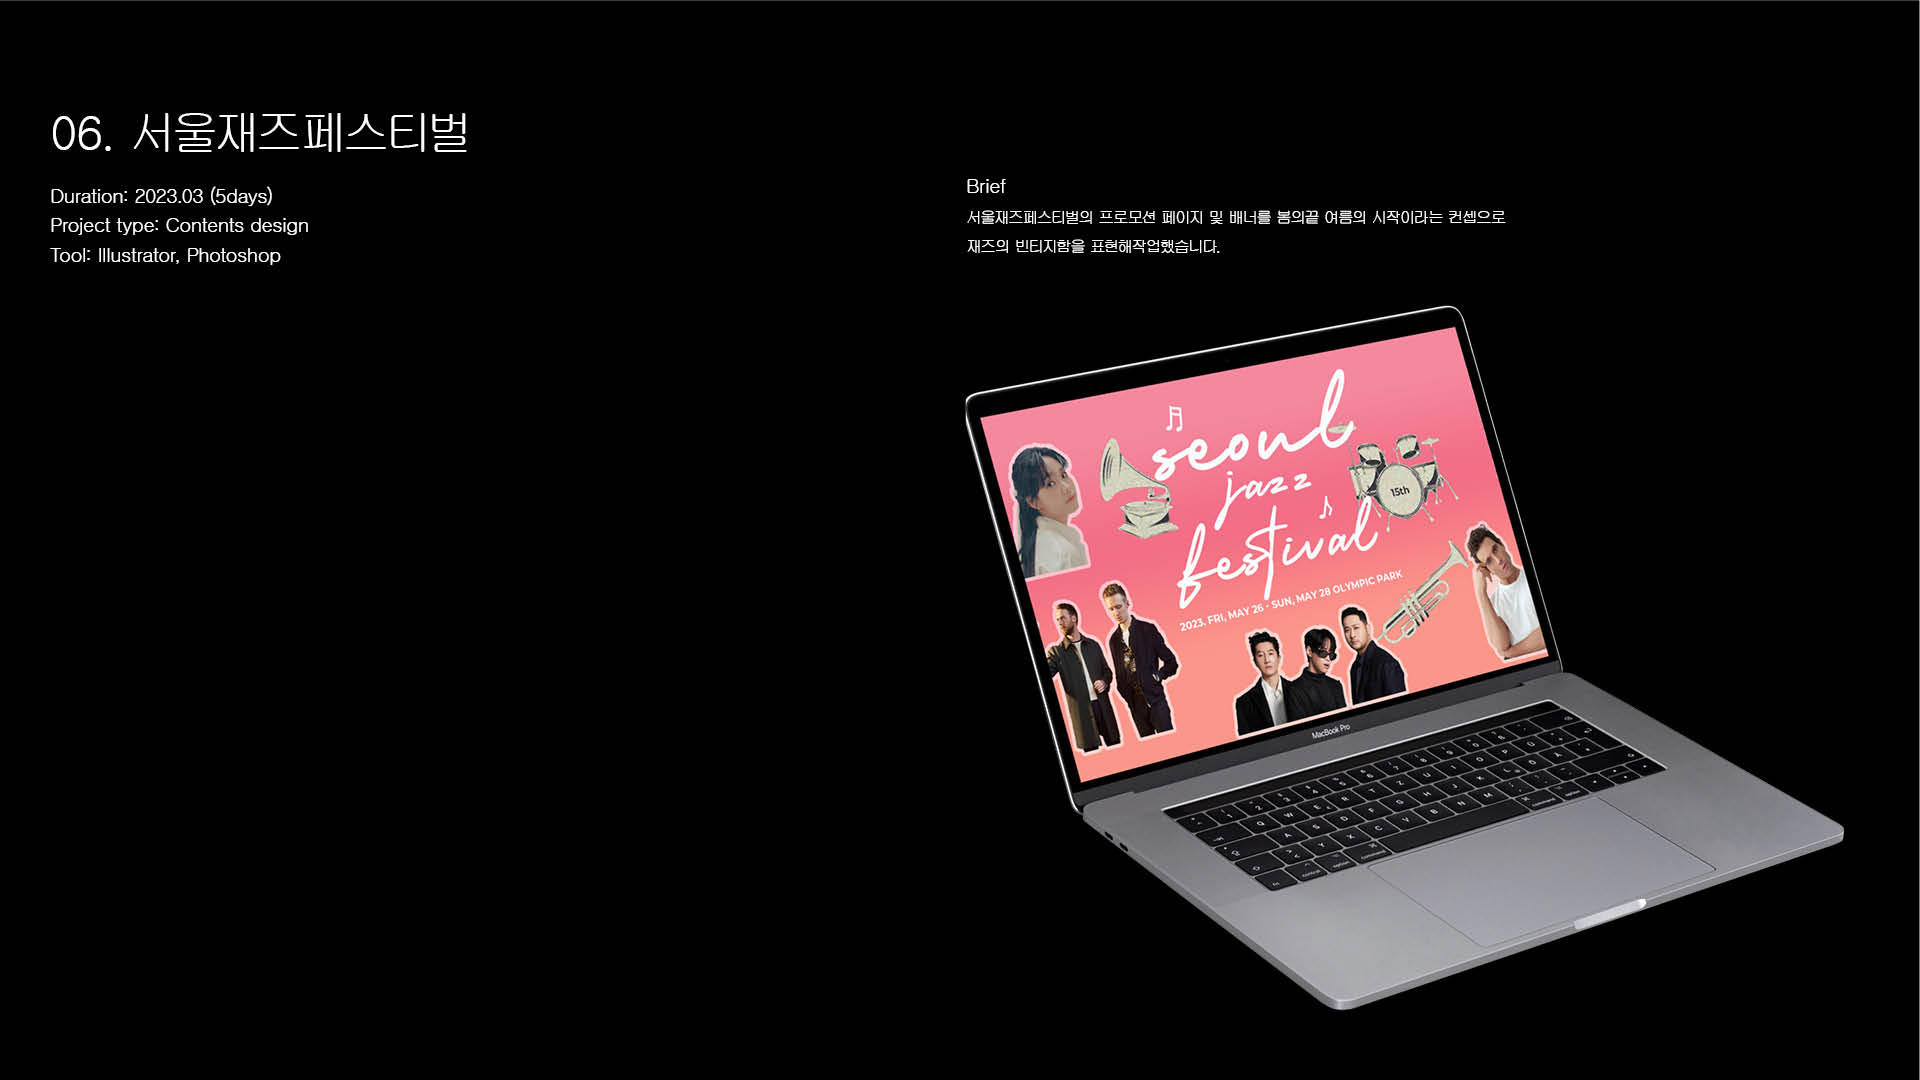 06. 서울재즈페스티벌
Duration: 2023.03 (5days)
Project type: Contents design
Tool: Illustrator, Photoshop
Brief
서울재즈페스티벌의 프로모션 페이지 및 배너를 봄의끝 여름의 시작이라는 컨셉으로
재즈의 빈티지함을 표현해작업했습니다.
seoul
jazz
festival
15th
2023. FRI, MAY 26 - SUN, MAY 28 OLYMPIC PARK
MacBook Pro